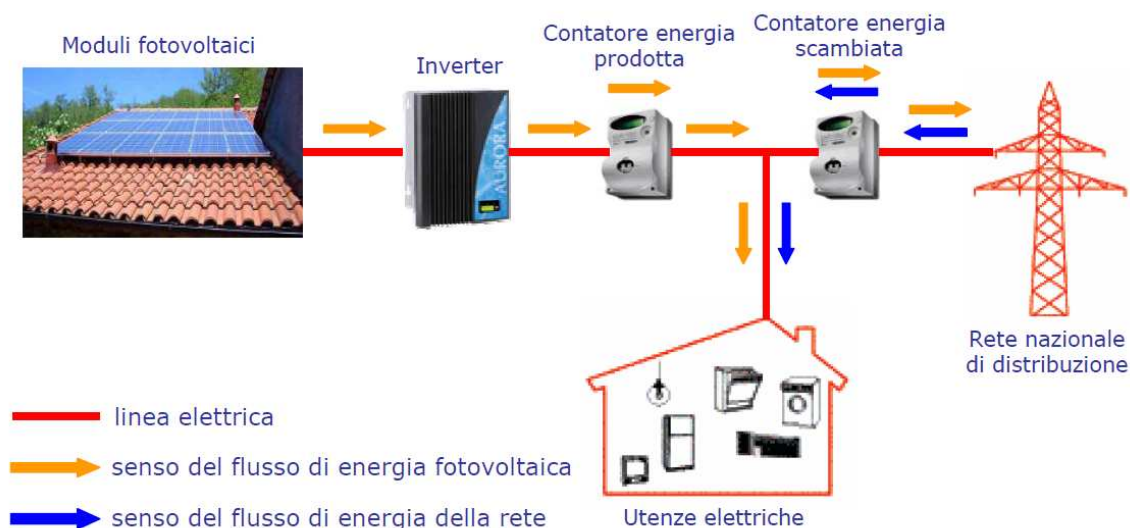 Moduli fotovoltaici
Inverter
Contatore energia
prodotta
Contatore energia
scambiata
AURORA
Rete nazionale
di distribuzione
linea elettrica
senso del flusso di energia fotovoltaica
senso del flusso di energia della rete
Utenze elettriche